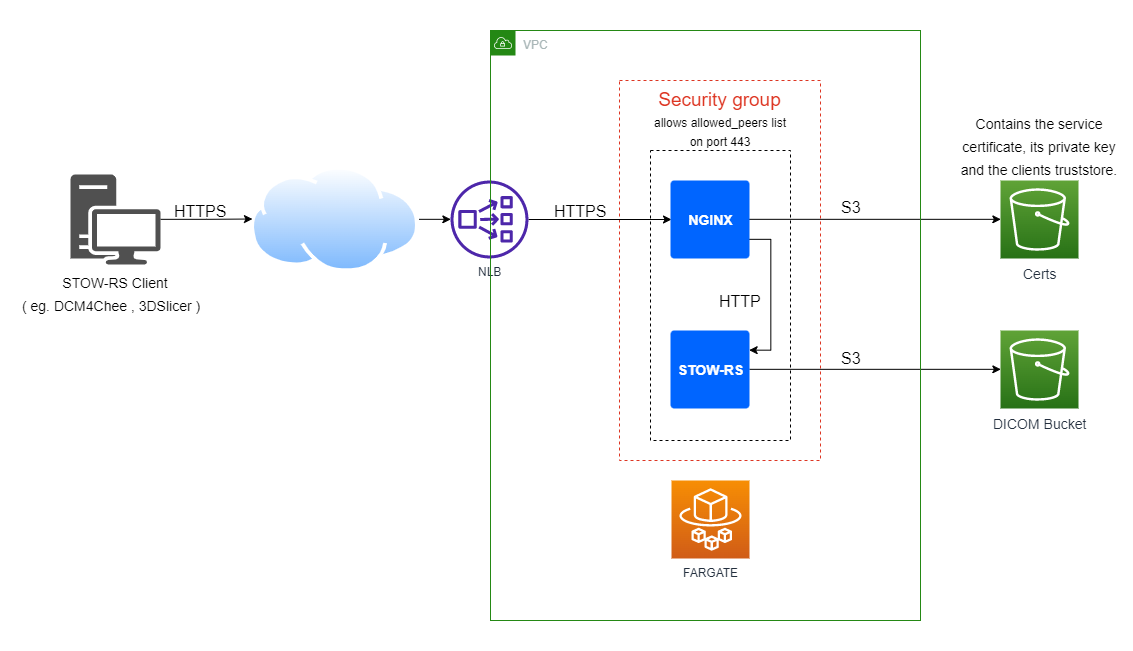 VPC
Security group
allows allowed_peers list
on port 443
Contains the service
certificate, its private key
and the clients truststore.
HTTPS
HTTPS
NGINX
S3
NLB
Certs
STOW-RS Client
( eg. DCM4Chee , 3DSlicer )
HTTP
STOW-RS
S3
DICOM Bucket
FARGATE